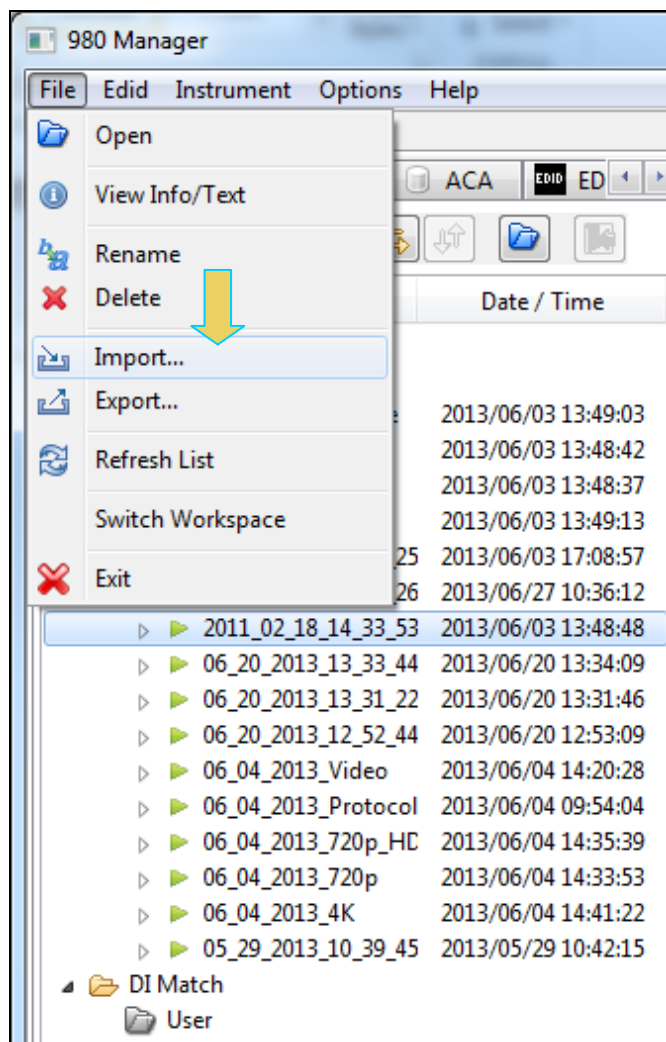 980 Manager
File Edid Instrument Options Help
Open
View Info/Text
Rename
Delete
Import...
Export...
Refresh List
Switch Workspace
Exit
ACA EDID ED
Date / Time
2013/06/03 13:49:03
2013/06/03 13:48:42
2013/06/03 13:48:37
2013/06/03 13:49:13
25 2013/06/03 17:08:57
26 2013/06/27 10:36:12
2011_02_18_14_33_53 2013/06/03 13:48:48
06_20_2013_13_33_44 2013/06/20 13:34:09
06_20_2013_13_31_22 2013/06/20 13:31:46
06_20_2013_12_52_44 2013/06/20 12:53:09
06_04_2013_Video 2013/06/04 14:20:28
06_04_2013_Protocol 2013/06/04 09:54:04
06_04_2013_720p_HD 2013/06/04 14:35:39
06_04_2013_720p 2013/06/04 14:33:53
06_04_2013_4K 2013/06/04 14:41:22
05_29_2013_10_39_45 2013/05/29 10:42:15
DI Match
User